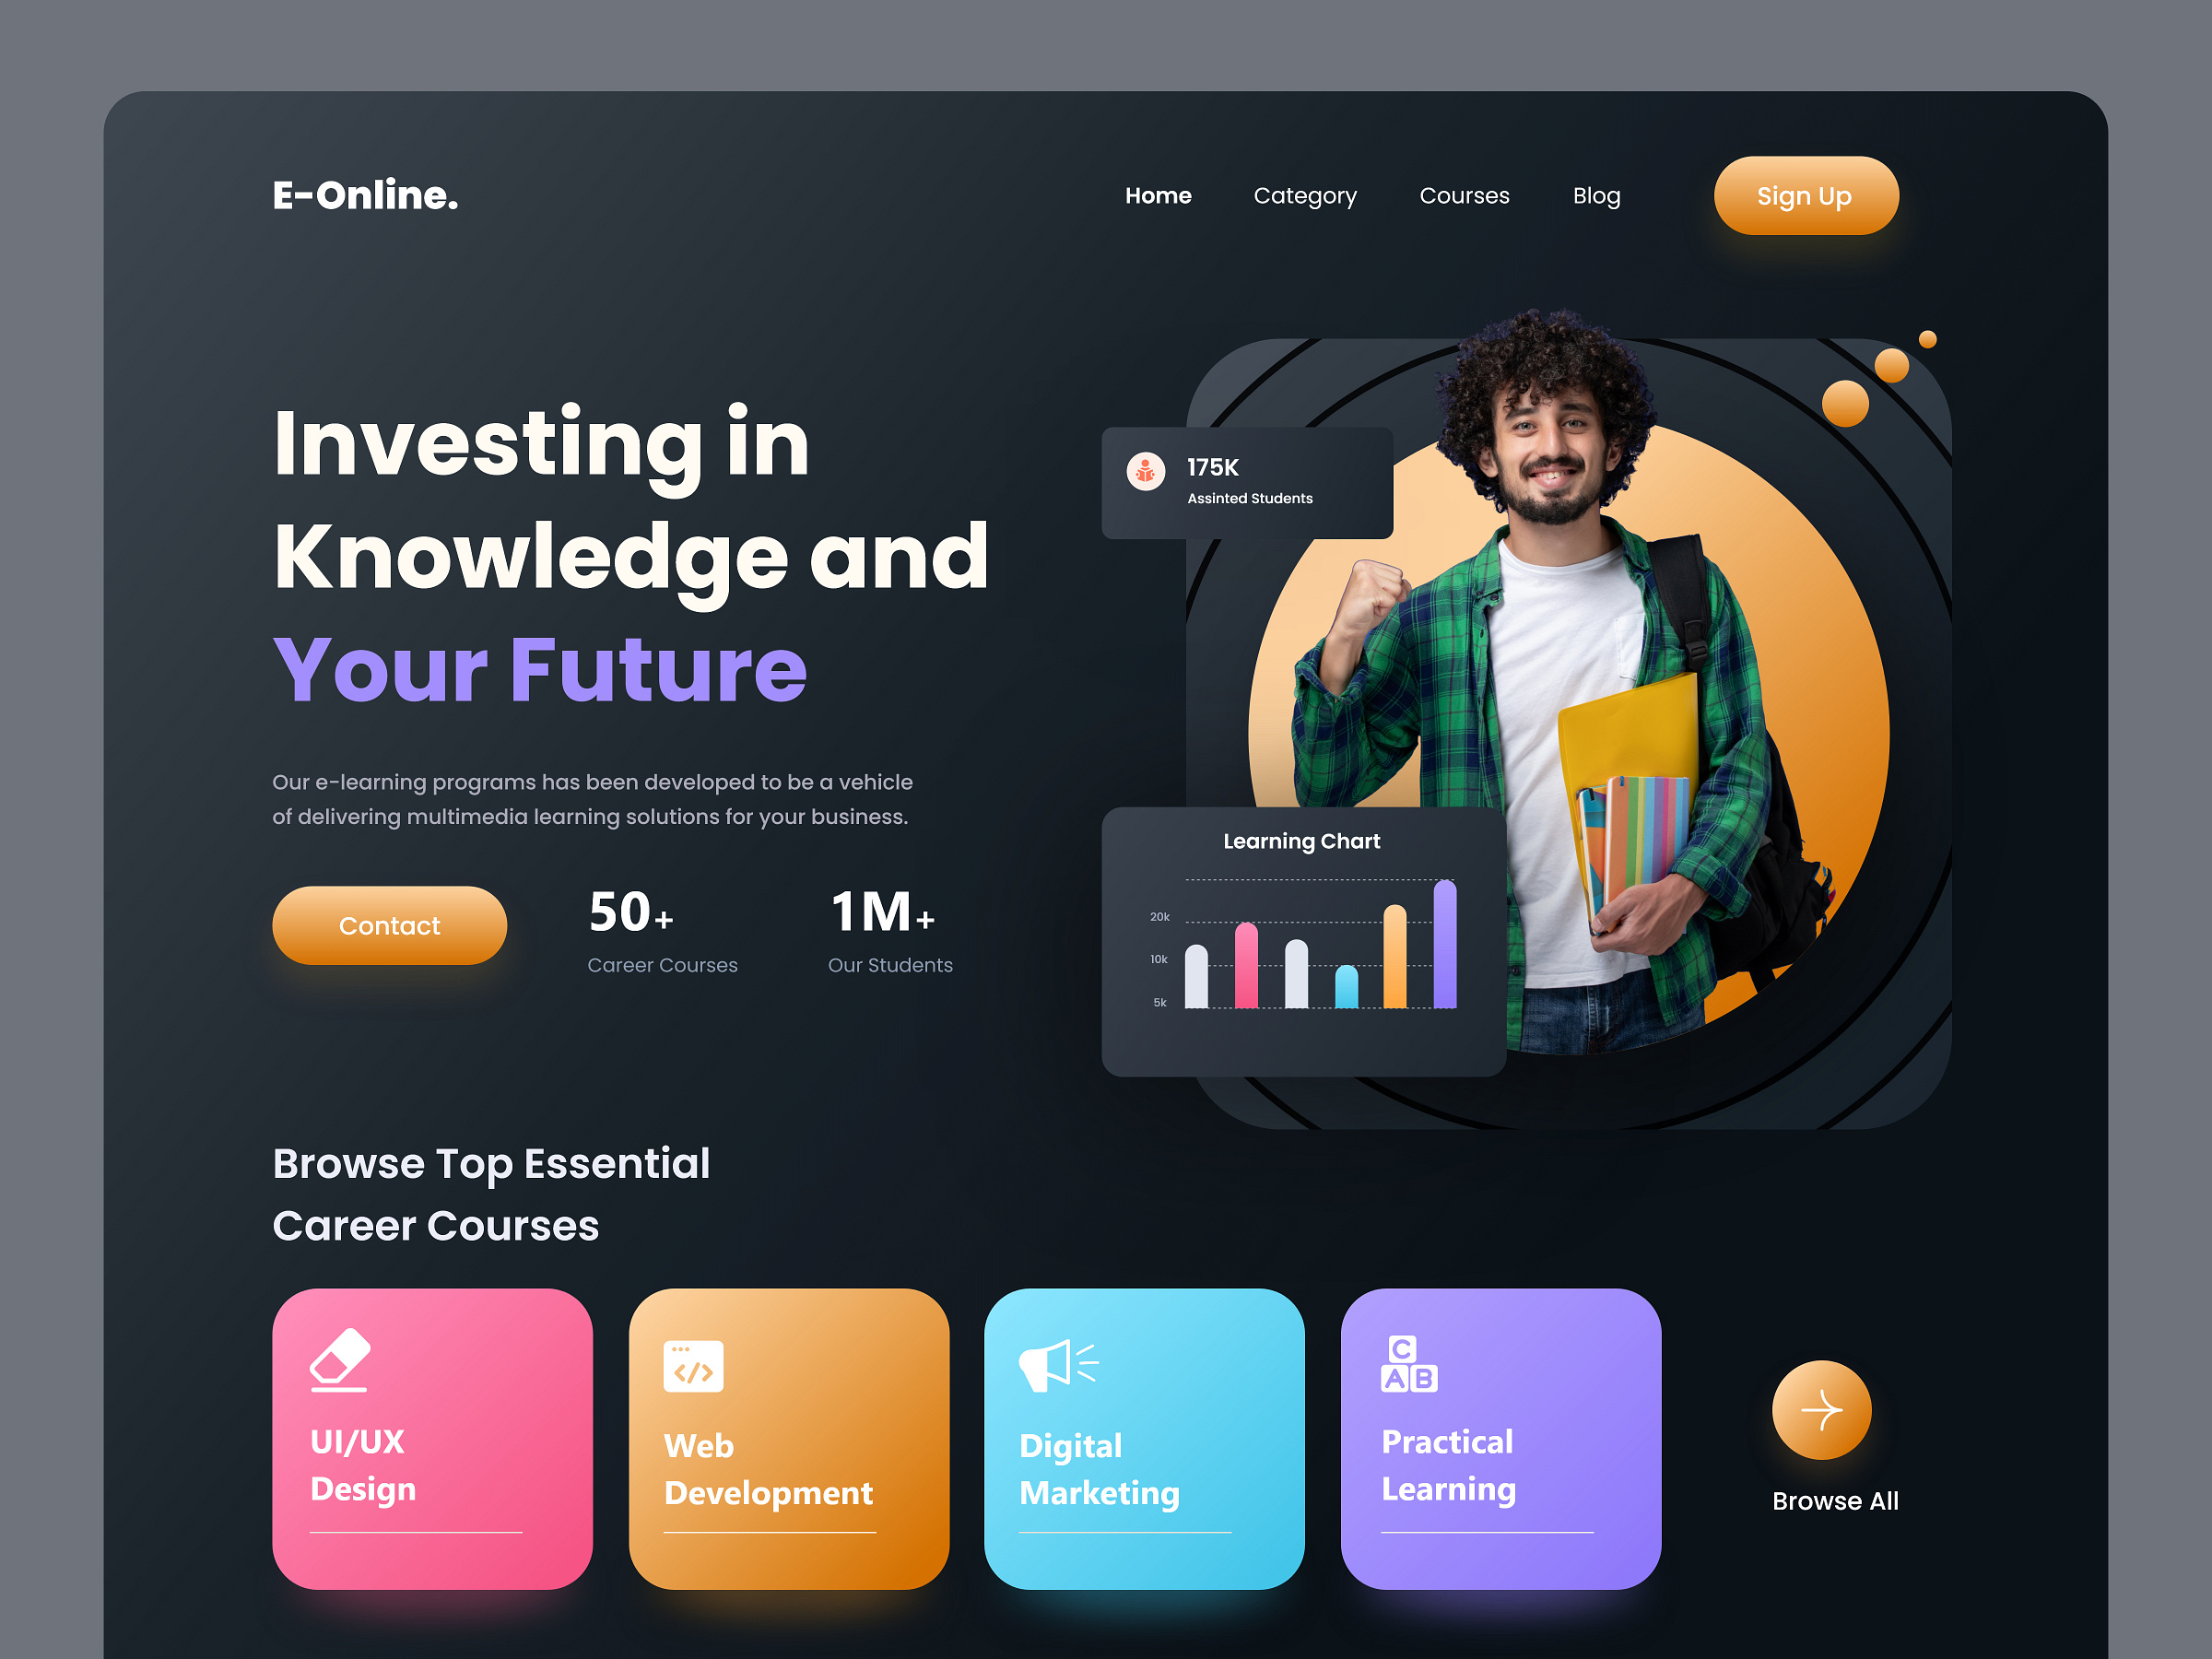 E-Online.
Home
Category
Courses
Blog
Sign Up
Investing in
Knowledge and
Your Future
Our e-learning programs has been developed to be a vehicle
of delivering multimedia learning solutions for your business.
Contact
50+
Career Courses
1M+
Our Students
175K
Assinted Students
Learning Chart
20k
10k
5k
Browse Top Essential
Career Courses
UI/UX
Design
Web
Development
Digital
Marketing
C
A B
Practical
Learning
Browse All